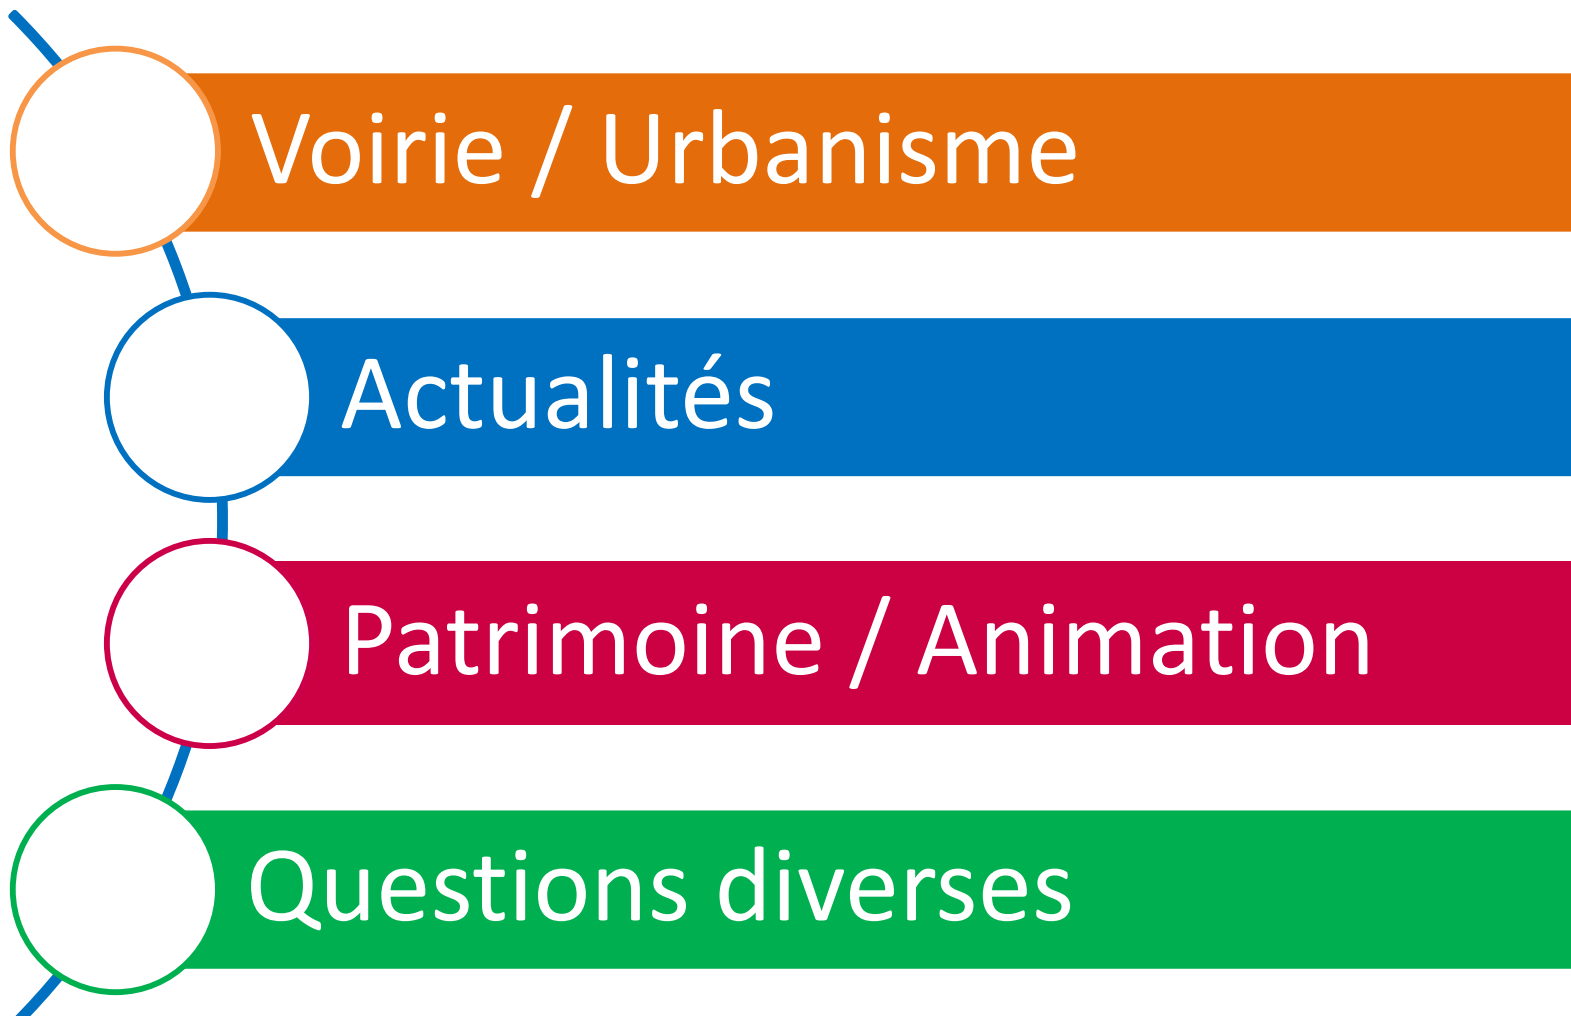 Voirie / Urbanisme
Actualités
Patrimoine / Animation
Questions diverses